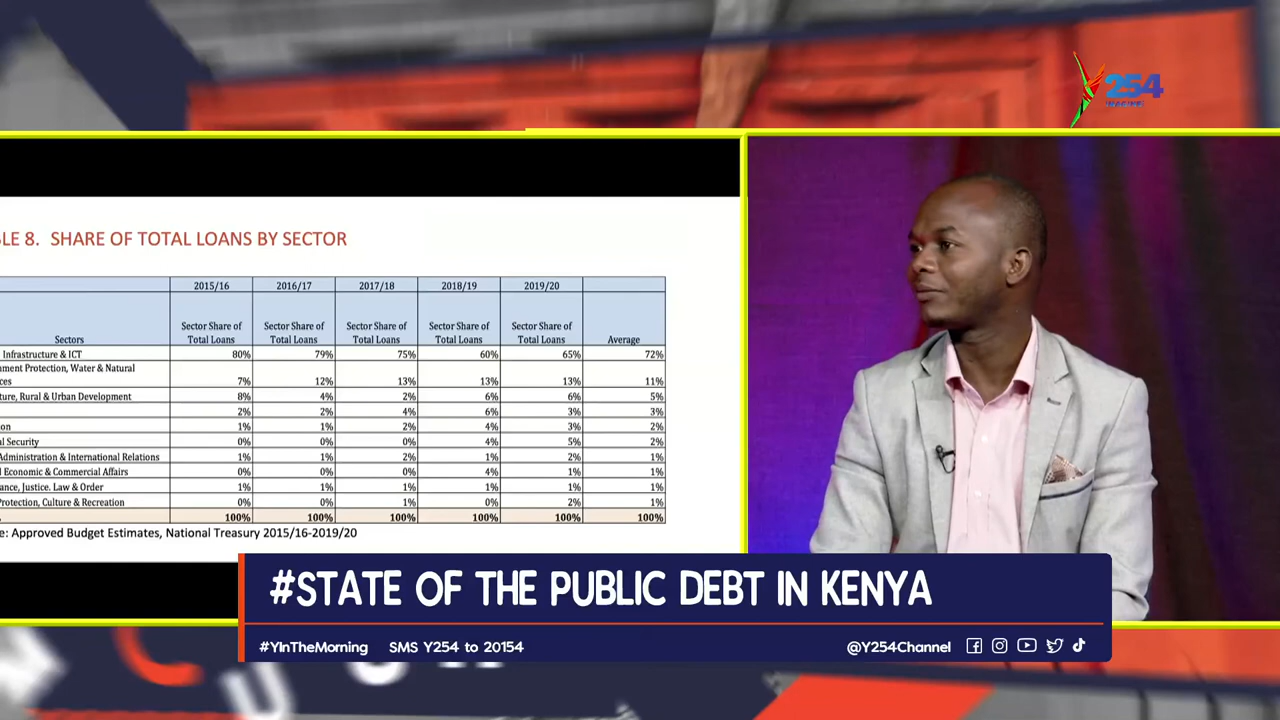 254
LE 8. SHARE OF TOTAL LOANS BY SECTOR
2015/16 2016/17 2017/18 2018/19 2019/20
Sectors Sector Share of Total Loans Sector Share of Total Loans Sector Share of Total Loans Sector Share of Total Loans Sector Share of Total Loans Average
Infrastructure & ICT 80% 79% 75% 60% 65% 72%
ment Protection, Water & Natural
ces 7% 12% 13% 13% 13% 11%
ture, Rural & Urban Development 8% 4% 2% 6% 6% 5%
2% 2% 4% 6% 3% 3%
on 1% 1% 2% 4% 3% 2%
al Security 0% 0% 0% 4% 5% 2%
Administration & International Relations 1% 1% 2% 1% 2% 1%
l Economic & Commercial Affairs 0% 0% 0% 4% 1% 1%
ance, Justice. Law & Order 1% 1% 1% 1% 1% 1%
Protection, Culture & Recreation 0% 0% 1% 0% 2% 1%
100% 100% 100% 100% 100% 100%
e: Approved Budget Estimates, National Treasury 2015/16-2019/20
#STATE OF THE PUBLIC DEBT IN KENYA
#YInTheMorning SMS Y254 to 20154 @Y254Channel